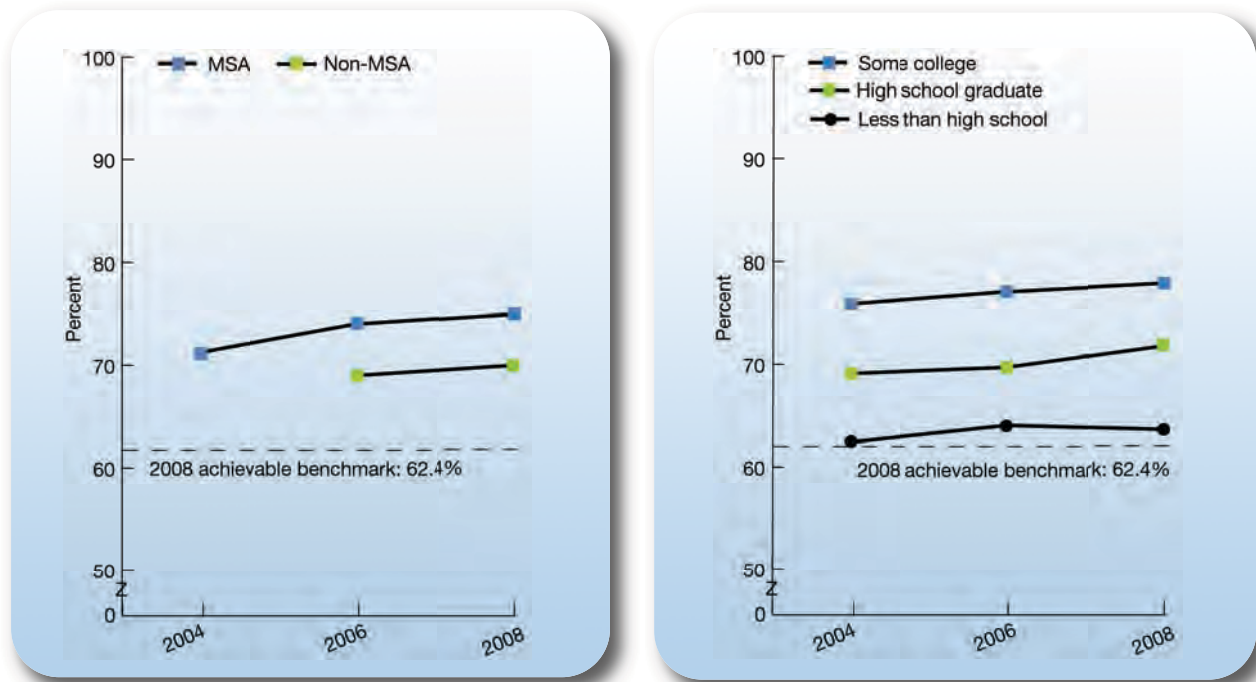 100
MSA
Non-MSA
90
80
Percent
70
2008 achievable benchmark: 62.4%
60
50
Z
0
2004
2006
2008
100
Some college
High school graduate
Less than high school
90
80
Percent
70
60
2008 achievable benchmark: 62.4%
50
Z
0
2004
2006
2008